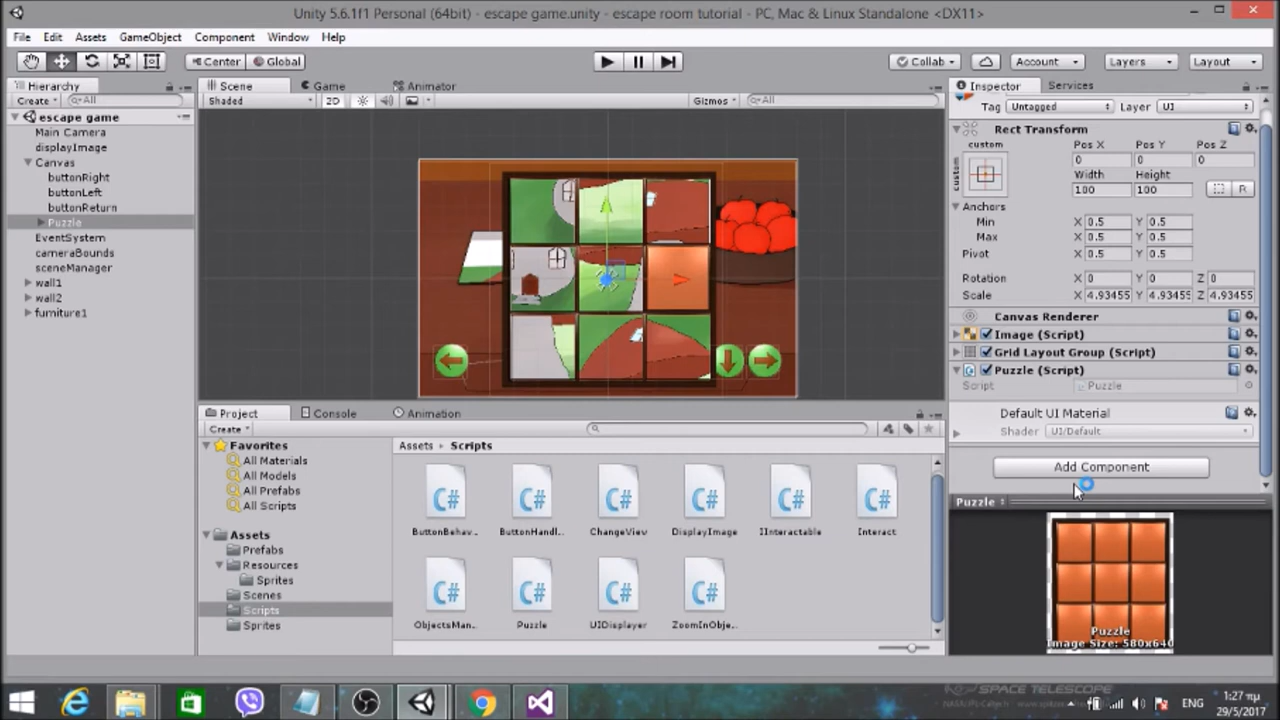 Unity 5.6.1f1 Personal (64bit) - escape game.unity - escape room tutorial - PC, Mac & Linux Standalone <DX11>
File Edit Assets GameObject Component Window Help
Center Global Collab Account Layers Layout
Hierarchy
Create All
escape game
Main Camera
displayImage
Canvas
buttonRight
buttonLeft
buttonReturn
Puzzle
EventSystem
cameraBounds
sceneManager
wall1
wall2
furniture1
Scene Game Animator
Shaded 2D Gizmos All
Project Console Animation
Create
Favorites
All Materials
All Models
All Prefabs
All Scripts
Assets
Prefabs
Resources
Sprites
Scenes
Scripts
Sprites
Assets Scripts
C# C# C# C# C# C#
ButtonBehav... ButtonHandl... ChangeView DisplayImage IInteractable Interact
C# C# C# C#
ObjectsMan... Puzzle UIDisplayer ZoomInObje...
Inspector Services
Tag Untagged Layer UI
Rect Transform
custom Pos X Pos Y Pos Z
custom 0 0 0
Width Height
100 100 R
Anchors
Min X 0.5 Y 0.5
Max X 0.5 Y 0.5
Pivot X 0.5 Y 0.5
Rotation X 0 Y 0 Z 0
Scale X 4.93455 Y 4.93455 Z 4.93455
Canvas Renderer
Image (Script)
Grid Layout Group (Script)
Puzzle (Script)
Script Puzzle
Default UI Material
Shader UI/Default
Add Component
Puzzle
Puzzle
Image Size: 580x640
SPACE TELESCOPE
ΕΝG 1:27 πμ
29/5/2017